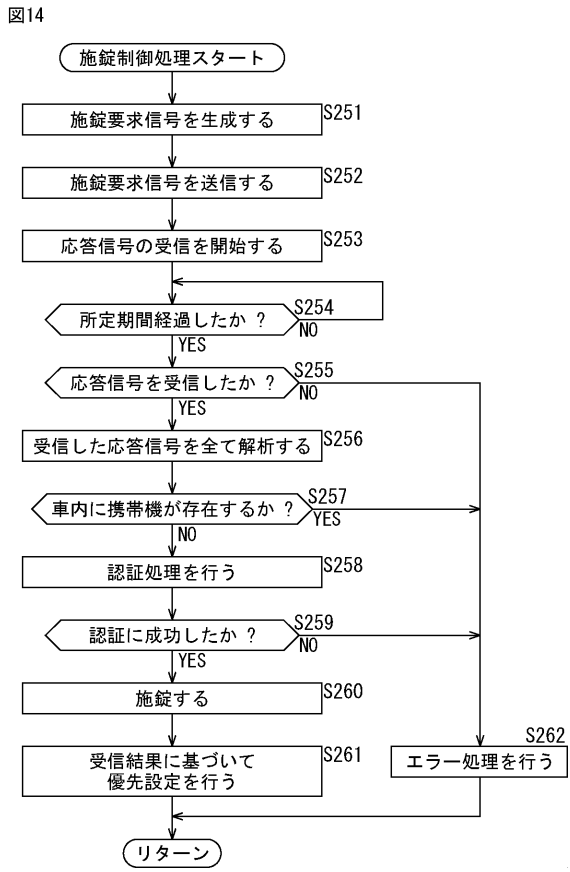 図14
施錠制御処理スタート
施錠要求信号を生成する
S251
施錠要求信号を送信する
S252
応答信号の受信を開始する
S253
所定期間経過したか ?
S254
NO
YES
応答信号を受信したか ?
S255
NO
YES
受信した応答信号を全て解析する
S256
車内に携帯機が存在するか ?
S257
YES
NO
認証処理を行う
S258
認証に成功したか ?
S259
NO
YES
施錠する
S260
受信結果に基づいて
優先設定を行う
S261
エラー処理を行う
S262
リターン